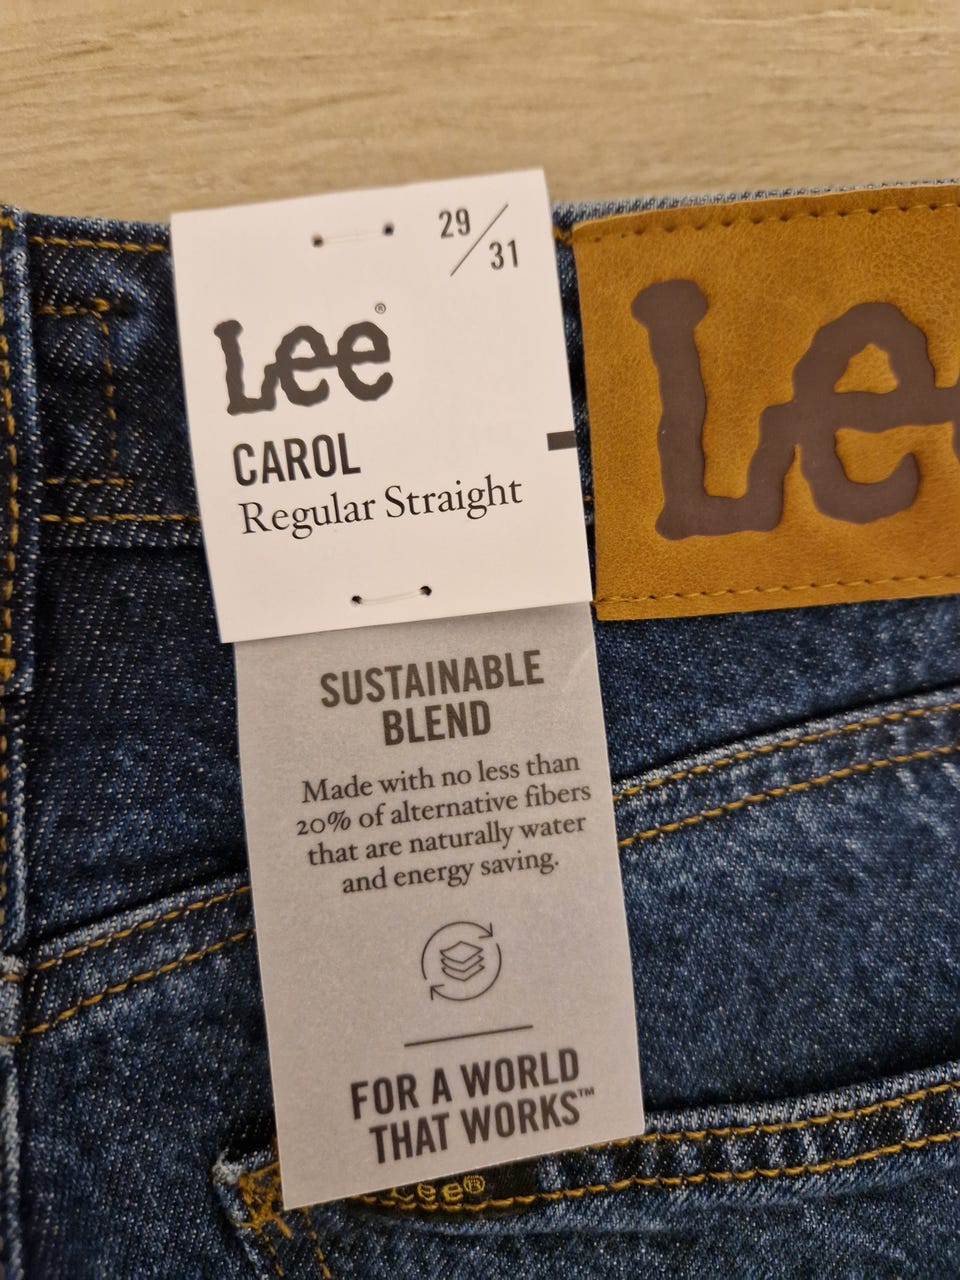 29/31
Lee®
CAROL
Regular Straight
SUSTAINABLE
BLEND
Made with no less than
20% of alternative fibers
that are naturally water
and energy saving.
FOR A WORLD
THAT WORKS™
Lee
Lee®